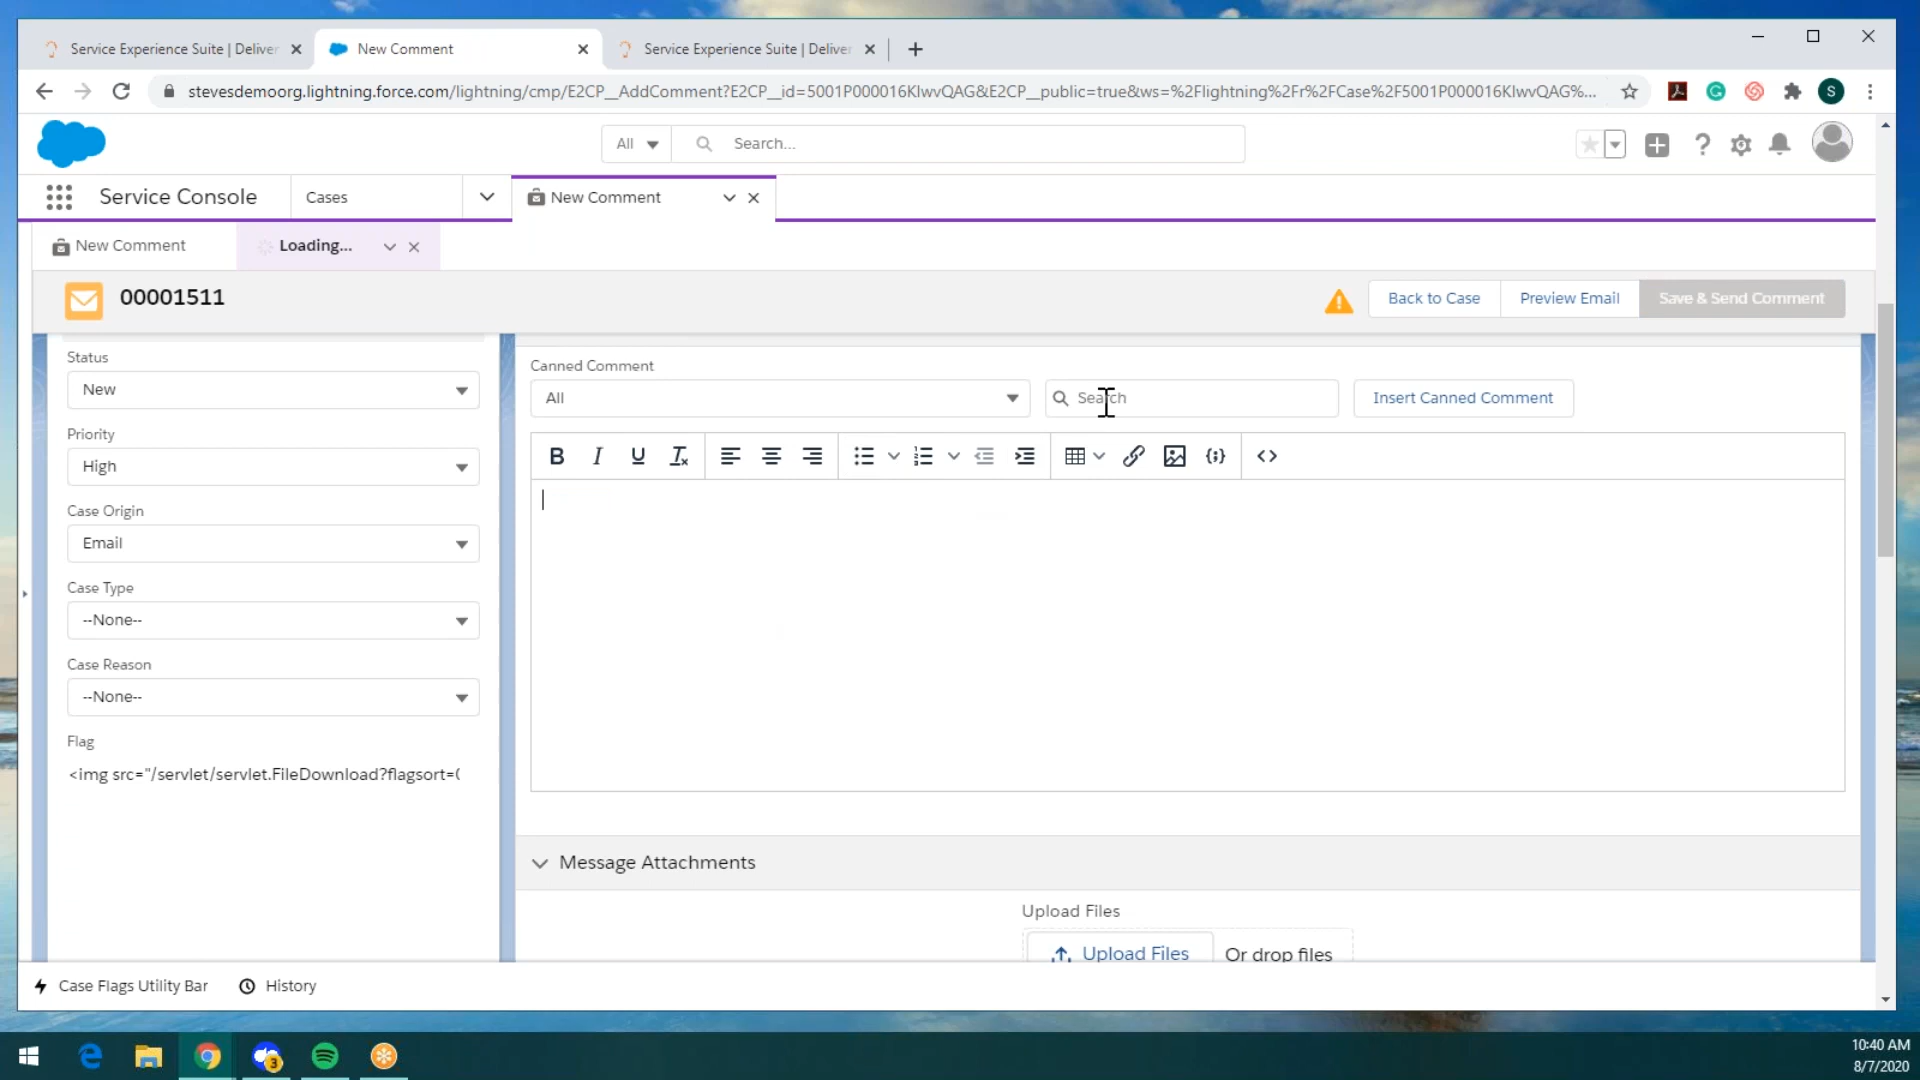 Service Experience Suite | Deliver
New Comment
Service Experience Suite | Deliver
stevesdemoorg.lightning.force.com/lightning/cmp/E2CP__AddComment?E2CP__id=5001P000016KlwvQAG&E2CP__public=true&ws=%2Flightning%2Fr%2FCase%2F5001P000016KlwvQAG%...
S
All
Search...
Service Console
Cases
New Comment
New Comment
Loading...
00001511
Back to Case
Preview Email
Save & Send Comment
Status
New
Priority
High
Case Origin
Email
Case Type
--None--
Case Reason
--None--
Flag
<img src="/servlet/servlet.FileDownload?flagsort=(
Canned Comment
All
Search
Insert Canned Comment
Message Attachments
Upload Files
Upload Files
Or drop files
Case Flags Utility Bar
History
3
10:40 AM
8/7/2020